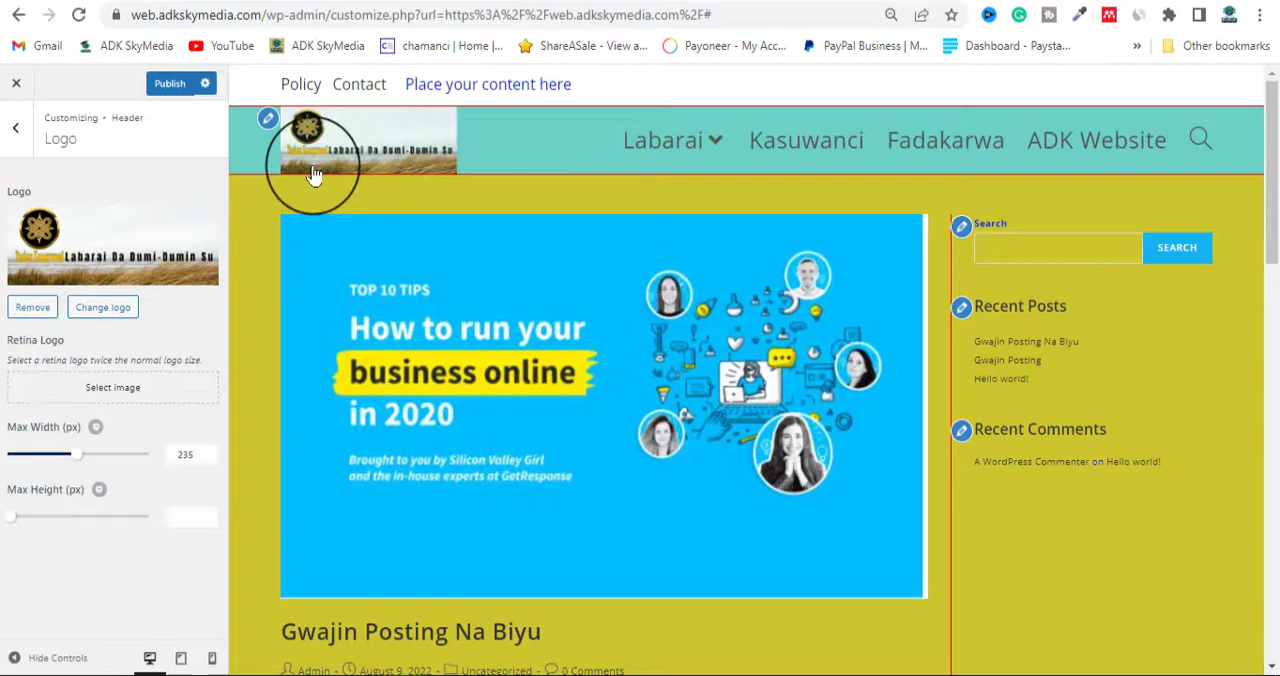 web.adkskymedia.com/wp-admin/customize.php?url=https%3A%2F%2Fweb.adkskymedia.com%2F#
Gmail
ADK SkyMedia
YouTube
ADK SkyMedia
chamanci | Home |...
ShareASale - View a...
Payoneer - My Acc...
PayPal Business | M...
Dashboard - Paysta...
»
Other bookmarks
Publish
Customizing ▸ Header
Logo
Logo
Labarai Da Dumi-Dumin Su
Remove
Change logo
Retina Logo
Select a retina logo twice the normal logo size.
Select image
Max Width (px)
235
Max Height (px)
Hide Controls
Policy
Contact
Place your content here
Labarai Da Dumi-Dumin Su
Labarai
Kasuwanci
Fadakarwa
ADK Website
TOP 10 TIPS
How to run your
business online
in 2020
Brought to you by Silicon Valley Girl
and the in-house experts at GetResponse
Gwajin Posting Na Biyu
Admin - August 9, 2022 - Uncategorized - 0 Comments
Search
SEARCH
Recent Posts
Gwajin Posting Na Biyu
Gwajin Posting
Hello world!
Recent Comments
A WordPress Commenter on Hello world!